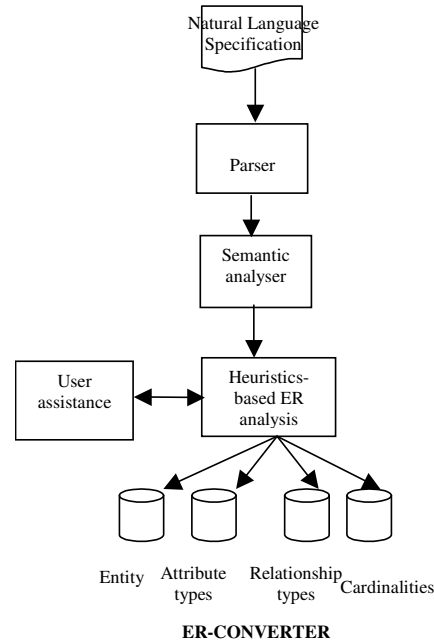 Natural Language
Specification
Parser
Semantic
analyser
User
assistance
Heuristics-
based ER
analysis
Entity
Attribute
types
Relationship
types
Cardinalities
ER-CONVERTER